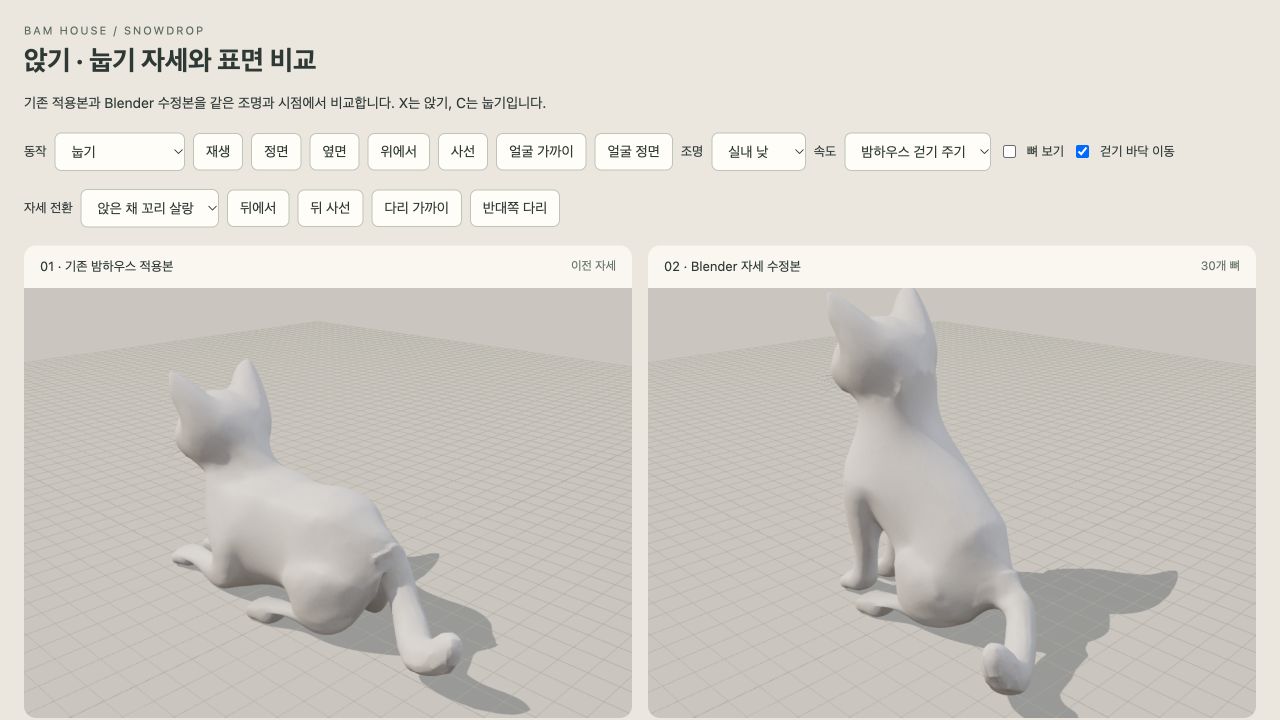 BAM HOUSE / SNOWDROP
앉기 · 눕기 자세와 표면 비교
기존 적용본과 Blender 수정본을 같은 조명과 시점에서 비교합니다. X는 앉기, C는 눕기입니다.
동작 눕기 재생 정면 옆면 위에서 사선 얼굴 가까이 얼굴 정면 조명 실내 낮 속도 밤하우스 걷기 주기 뼈 보기 걷기 바닥 이동
자세 전환 앉은 채 꼬리 살랑 뒤에서 뒤 사선 다리 가까이 반대쪽 다리
01 · 기존 밤하우스 적용본 이전 자세
02 · Blender 자세 수정본 30개 뼈